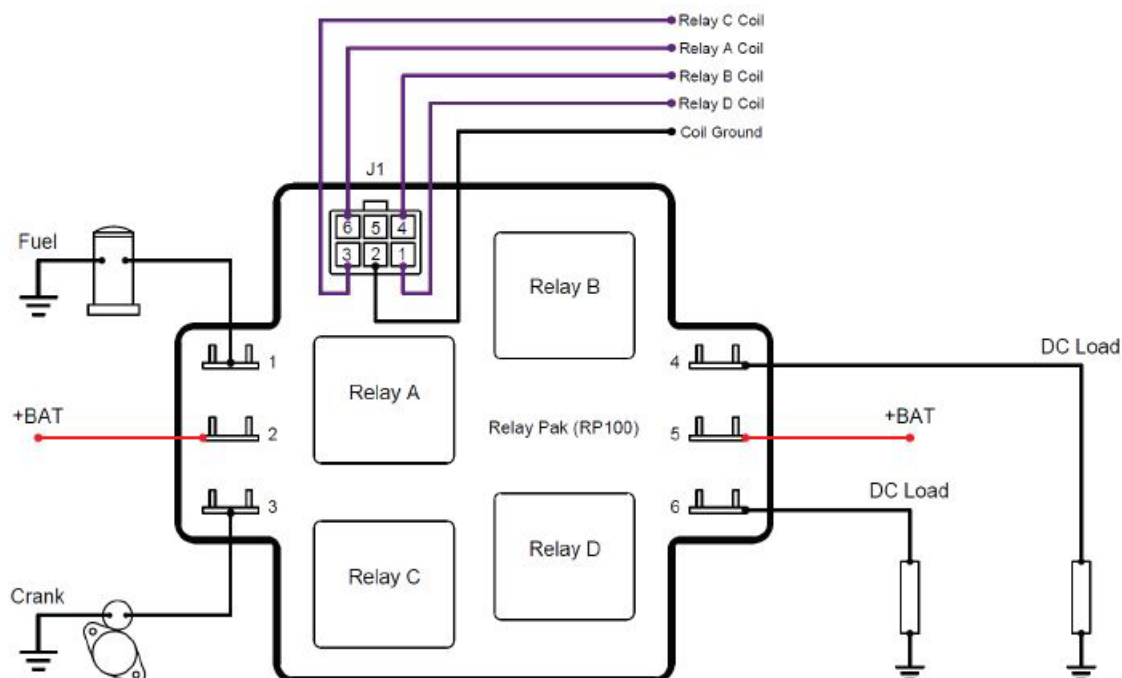 Relay C Coil
Relay A Coil
Relay B Coil
Relay D Coil
Coil Ground
J1
6 5 4
3 2 1
Fuel
Relay B
1
4
DC Load
Relay A
+BAT
2
Relay Pak (RP100)
5
+BAT
3
6
DC Load
Relay D
Relay C
Crank